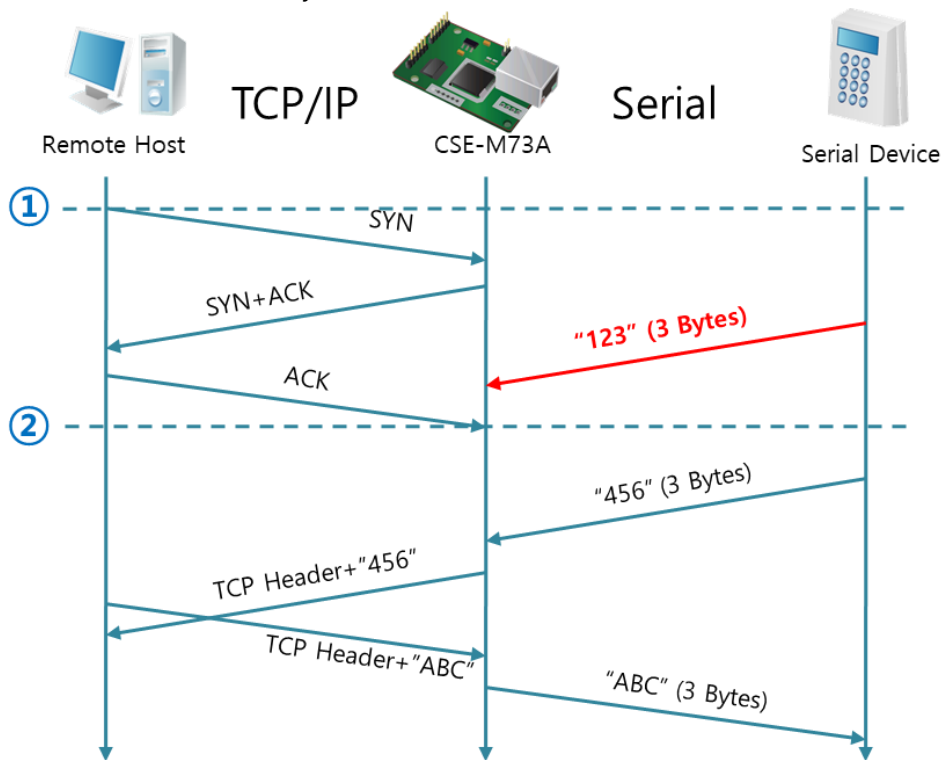 TCP/IP
Serial
Remote Host
CSE-M73A
Serial Device
①
SYN
SYN+ACK
"123" (3 Bytes)
ACK
②
"456" (3 Bytes)
TCP Header+"456"
TCP Header+"ABC"
"ABC" (3 Bytes)